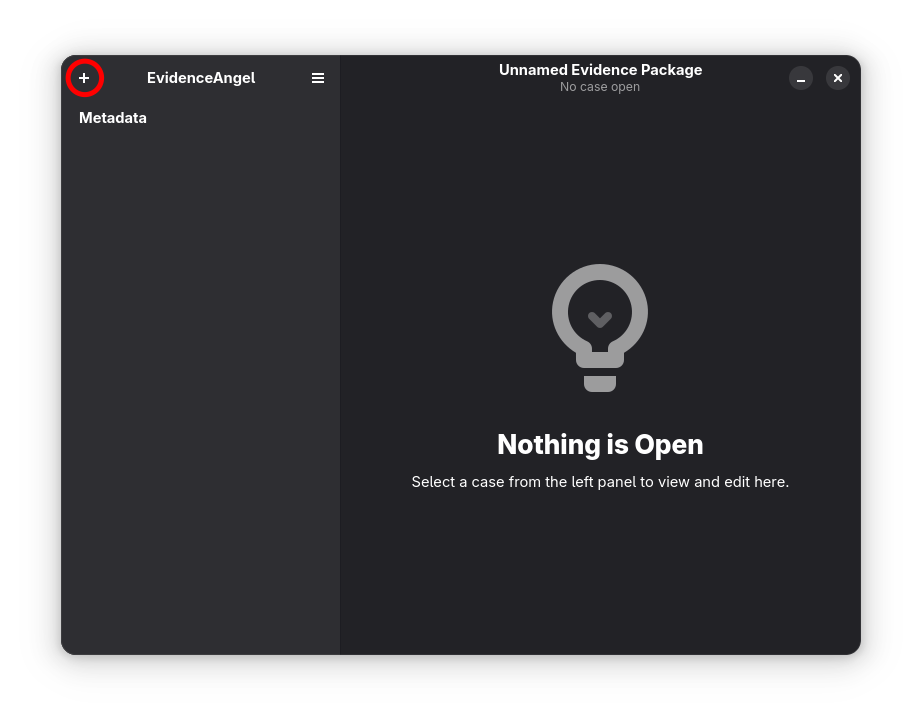 EvidenceAngel
Unnamed Evidence Package
No case open
Metadata
Nothing is Open
Select a case from the left panel to view and edit here.